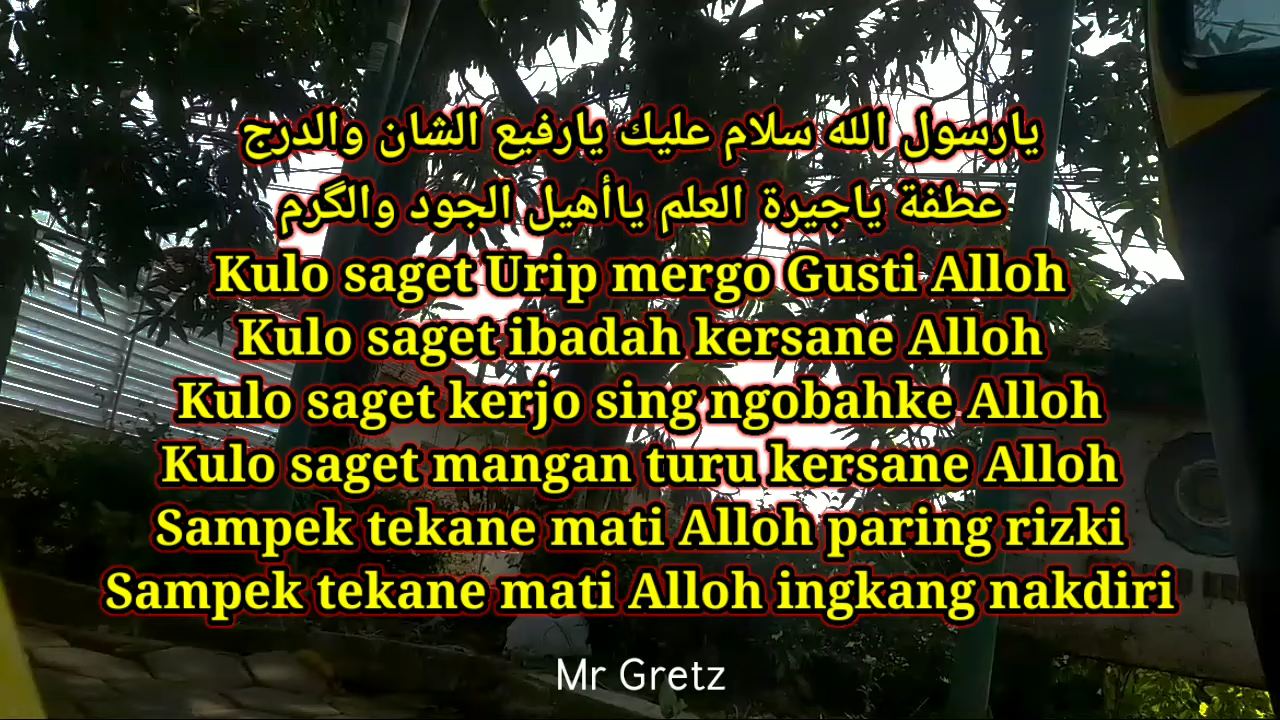 يارسول الله سلام عليك يارفيع الشان والدرج
عطفة ياجيرة العلم ياأهيل الجود والگرم
Kulo saget Urip mergo Gusti Alloh
Kulo saget ibadah kersane Alloh
Kulo saget kerjo sing ngobahke Alloh
Kulo saget mangan turu kersane Alloh
Sampek tekane mati Alloh paring rizki
Sampek tekane mati Alloh ingkang nakdiri
Mr Gretz